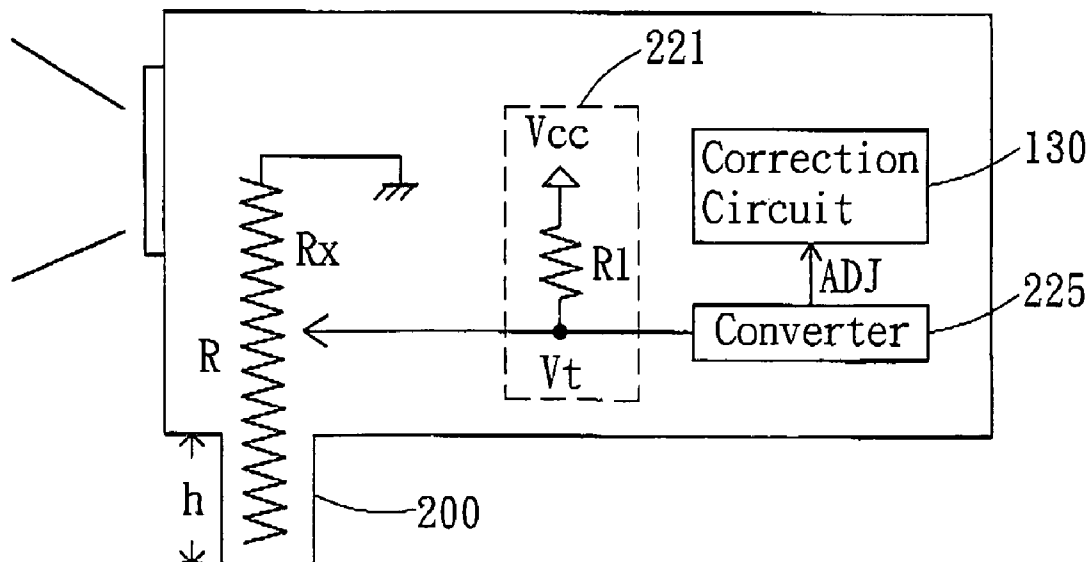 221
Vcc
Correction
Circuit
130
Rx
R1
ADJ
225
R
Converter
Vt
h
200